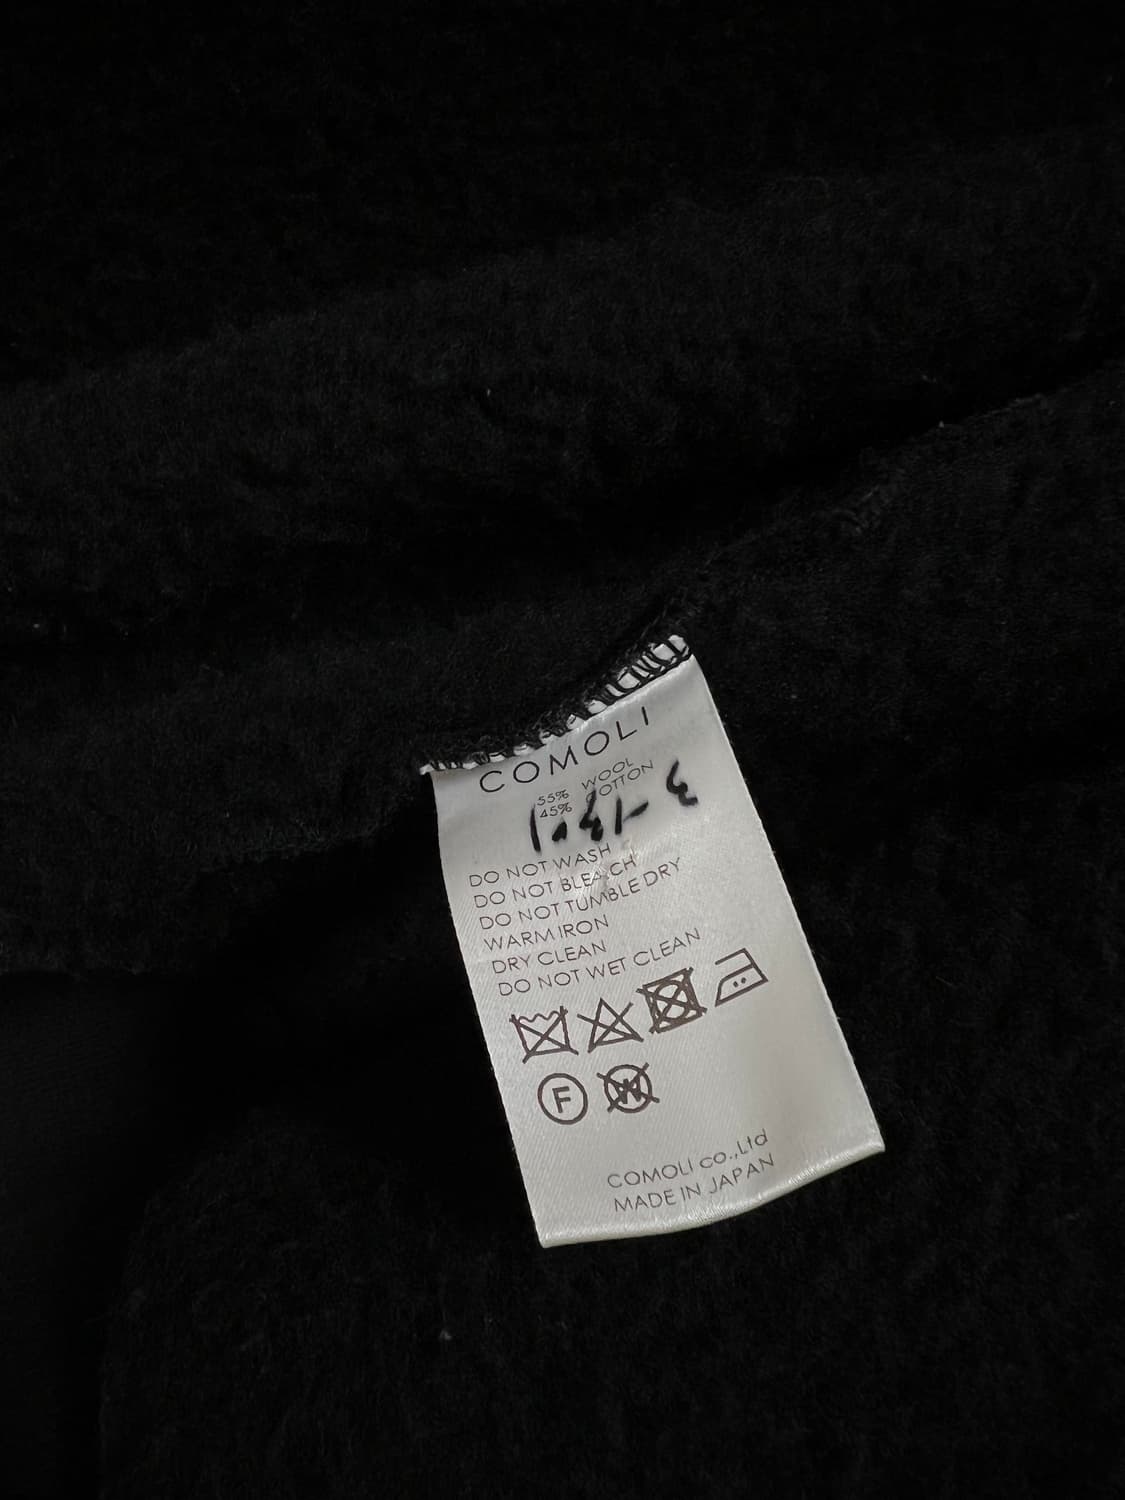 COMOLI
55% WOOL
45% COTTON
DO NOT WASH
DO NOT BLEACH
DO NOT TUMBLE DRY
WARM IRON
DRY CLEAN
DO NOT WET CLEAN
F W
COMOLI co.,Ltd
MADE IN JAPAN